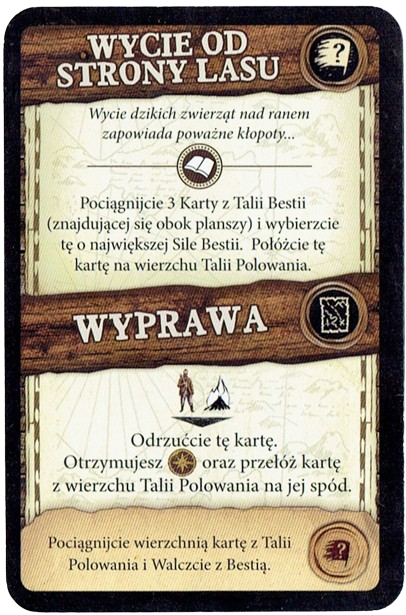 WYCIE OD
STRONY LASU
?
Wycie dzikich zwierząt nad ranem
zapowiada poważne kłopoty...
Pociągnijcie 3 Karty z Talii Bestii
(znajdującej się obok planszy) i wybierzcie
tę o największej Sile Bestii. Połóżcie tę
kartę na wierzchu Talii Polowania.
WYPRAWA
Odrzućcie tę kartę.
Otrzymujesz oraz przełóż kartę
z wierzchu Talii Polowania na jej spód.
Pociągnijcie wierzchnią kartę z Talii
Polowania i Walczcie z Bestią.
?